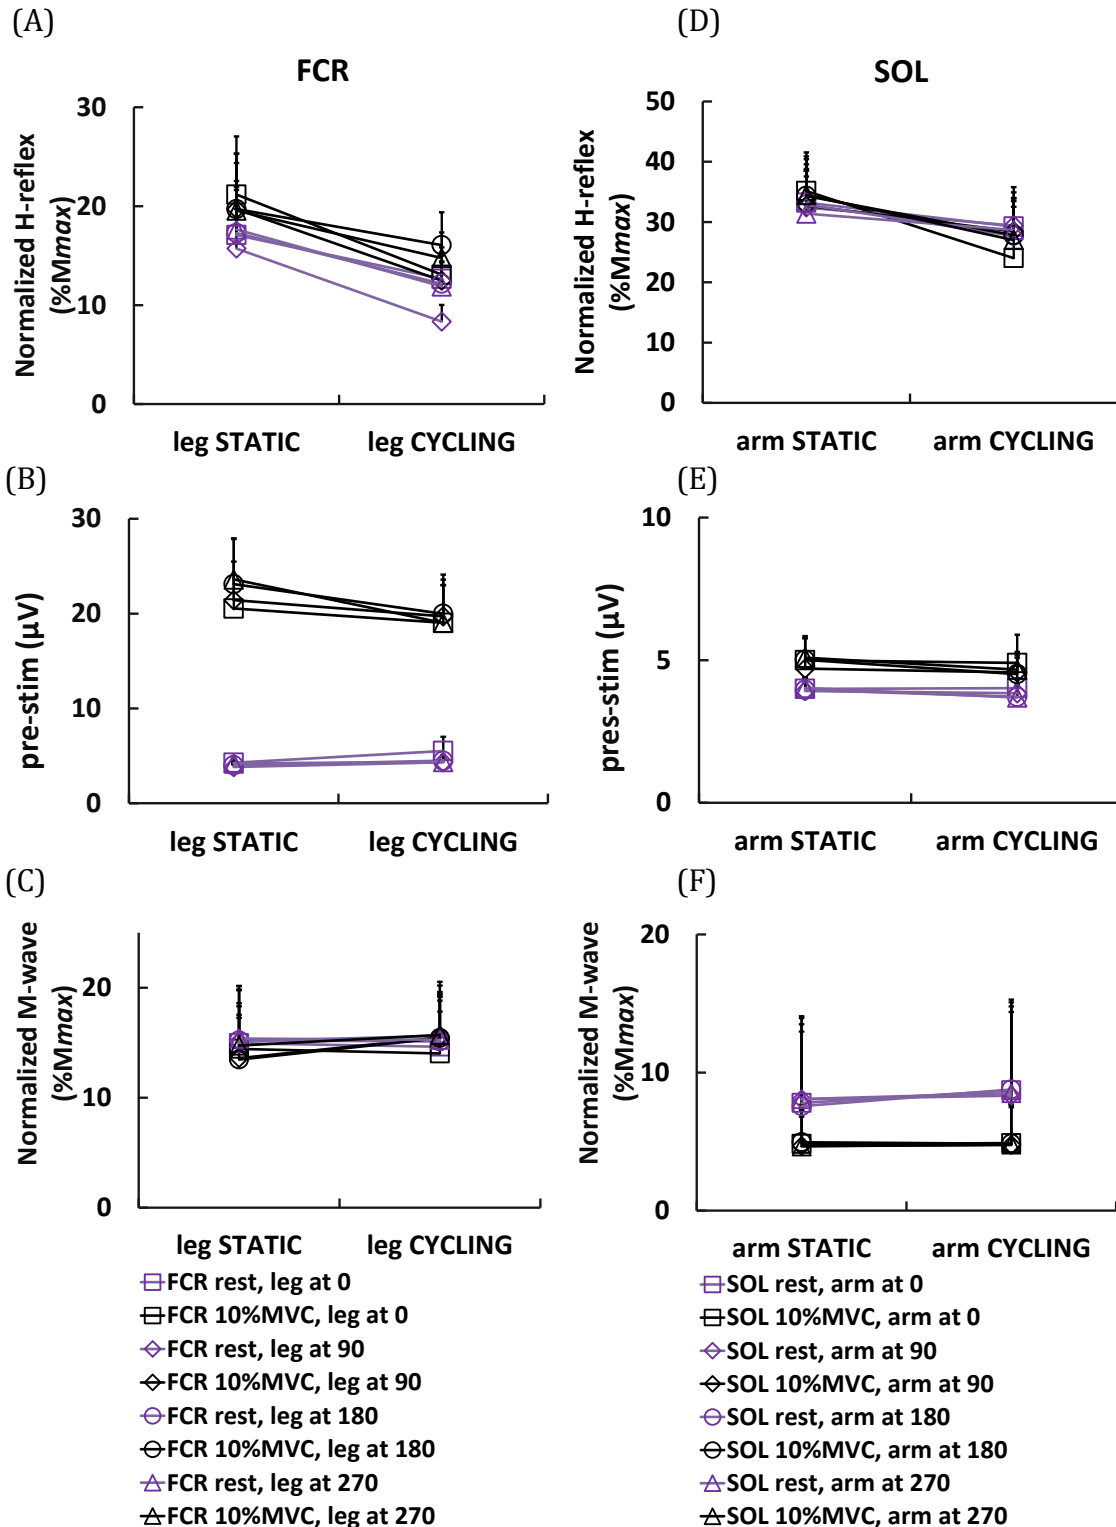 (A)
FCR
Normalized H-reflex
(%Mmax)
30
20
10
0
leg STATIC
leg CYCLING
(B)
pre-stim (µV)
30
20
10
0
leg STATIC
leg CYCLING
(C)
Normalized M-wave
(%Mmax)
20
10
0
leg STATIC
leg CYCLING
FCR rest, leg at 0
FCR 10%MVC, leg at 0
FCR rest, leg at 90
FCR 10%MVC, leg at 90
FCR rest, leg at 180
FCR 10%MVC, leg at 180
FCR rest, leg at 270
FCR 10%MVC, leg at 270
(D)
SOL
Normalized H-reflex
(%Mmax)
50
40
30
20
10
0
arm STATIC
arm CYCLING
(E)
pres-stim (µV)
10
5
0
arm STATIC
arm CYCLING
(F)
Normalized M-wave
(%Mmax)
20
10
0
arm STATIC
arm CYCLING
SOL rest, arm at 0
SOL 10%MVC, arm at 0
SOL rest, arm at 90
SOL 10%MVC, arm at 90
SOL rest, arm at 180
SOL 10%MVC, arm at 180
SOL rest, arm at 270
SOL 10%MVC, arm at 270